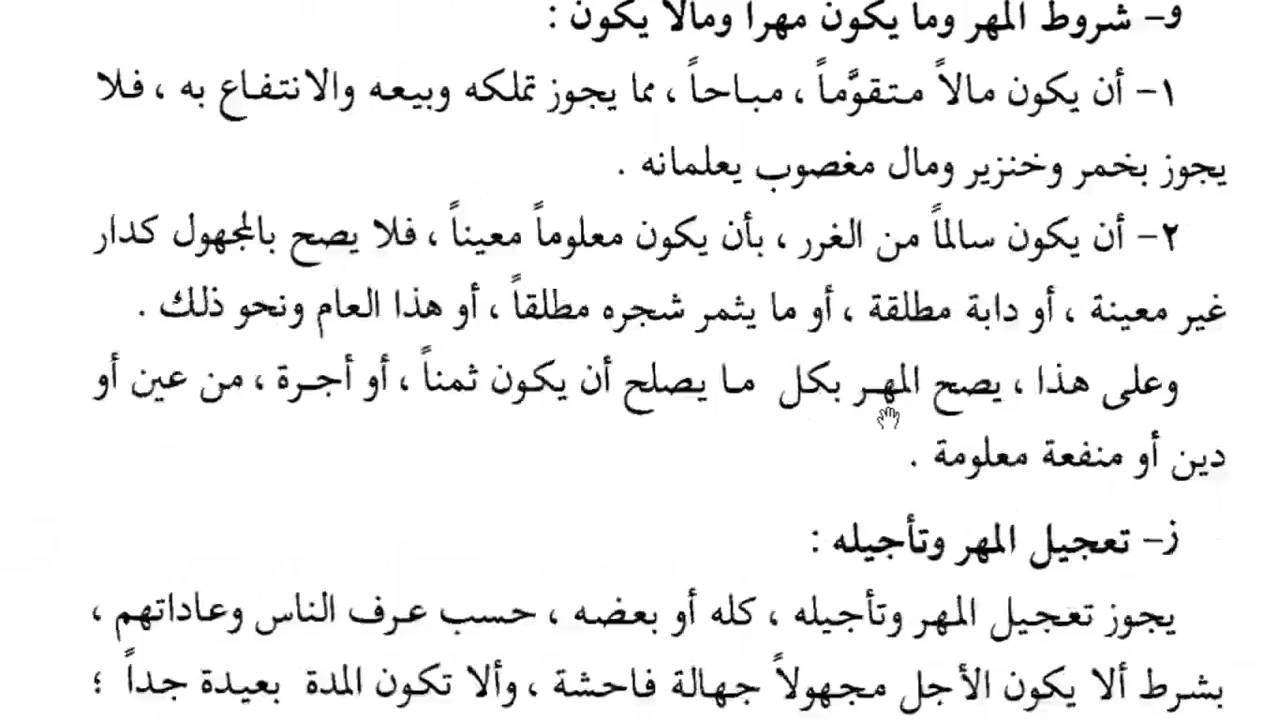 و- شروط المهر وما يكون مهراً ومالا يكون :
١- أن يكون مالاً متقوَّماً ، مباحاً ، مما يجوز تملكه وبيعه والانتفاع به ، فلا
يجوز بخمر وخنزير ومال مغصوب يعلمانه .
٢- أن يكون سالماً من الغرر ، بأن يكون معلوماً معيناً ، فلا يصح بالمجهول كدار
غير معينة ، أو دابة مطلقة ، أو ما يثمر شجره مطلقاً ، أو هذا العام ونحو ذلك .
وعلى هذا ، يصح المهر بكل ما يصلح أن يكون ثمناً ، أو أجرة ، من عين أو
دين أو منفعة معلومة .
ز- تعجيل المهر وتأجيله :
يجوز تعجيل المهر وتأجيله ، كله أو بعضه ، حسب عرف الناس وعاداتهم ،
بشرط ألا يكون الأجل مجهولاً جهالة فاحشة ، وألا تكون المدة بعيدة جداً ؛